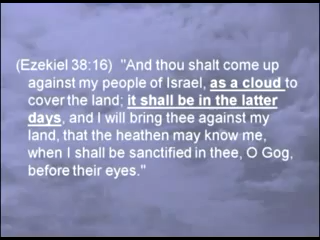 (Ezekiel 38:16)  "And thou shalt come up
against my people of Israel, as a cloud to
cover the land; it shall be in the latter
days, and I will bring thee against my
land, that the heathen may know me,
when I shall be sanctified in thee, O Gog,
before their eyes."